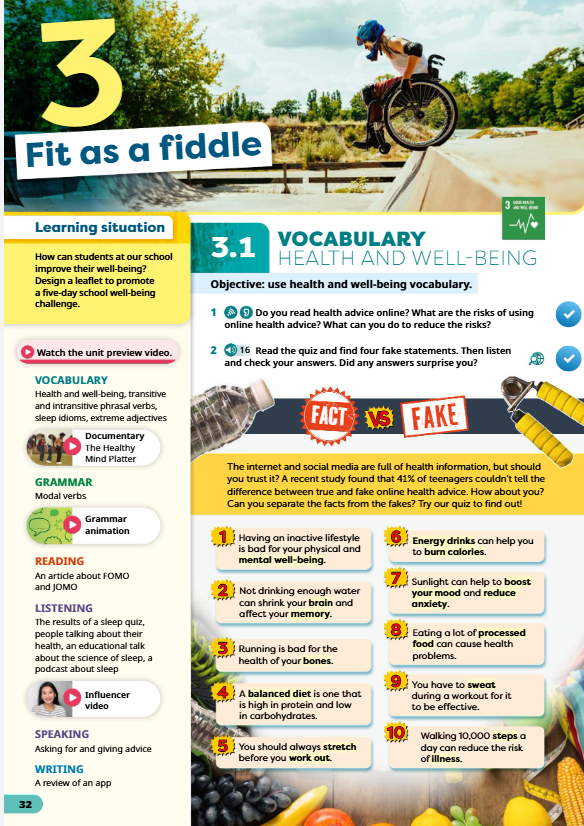 3
Fit as a fiddle
Learning situation
How can students at our school
improve their well-being?
Design a leaflet to promote
a five-day school well-being
challenge.
Watch the unit preview video.
VOCABULARY
Health and well-being, transitive
and intransitive phrasal verbs,
sleep idioms, extreme adjectives
Documentary
The Healthy
Mind Platter
GRAMMAR
Modal verbs
Grammar
animation
READING
An article about FOMO
and JOMO
LISTENING
The results of a sleep quiz,
people talking about their
health, an educational talk
about the science of sleep, a
podcast about sleep
Influencer
video
SPEAKING
Asking for and giving advice
WRITING
A review of an app
32
3 GOOD HEALTH
AND WELL-BEING
3.1
VOCABULARY
HEALTH AND WELL-BEING
Objective: use health and well-being vocabulary.
1 Do you read health advice online? What are the risks of using
online health advice? What can you do to reduce the risks?
2 16 Read the quiz and find four fake statements. Then listen
and check your answers. Did any answers surprise you?
FACT VS FAKE
The internet and social media are full of health information, but should
you trust it? A recent study found that 41% of teenagers couldn't tell the
difference between true and fake online health advice. How about you?
Can you separate the facts from the fakes? Try our quiz to find out!
1 Having an inactive lifestyle
is bad for your physical and
mental well-being.
2 Not drinking enough water
can shrink your brain and
affect your memory.
3 Running is bad for the
health of your bones.
4 A balanced diet is one that
is high in protein and low
in carbohydrates.
5 You should always stretch
before you work out.
6 Energy drinks can help you
to burn calories.
7 Sunlight can help to boost
your mood and reduce
anxiety.
8 Eating a lot of processed
food can cause health
problems.
9 You have to sweat
during a workout for it
to be effective.
10 Walking 10,000 steps a
day can reduce the risk
of illness.